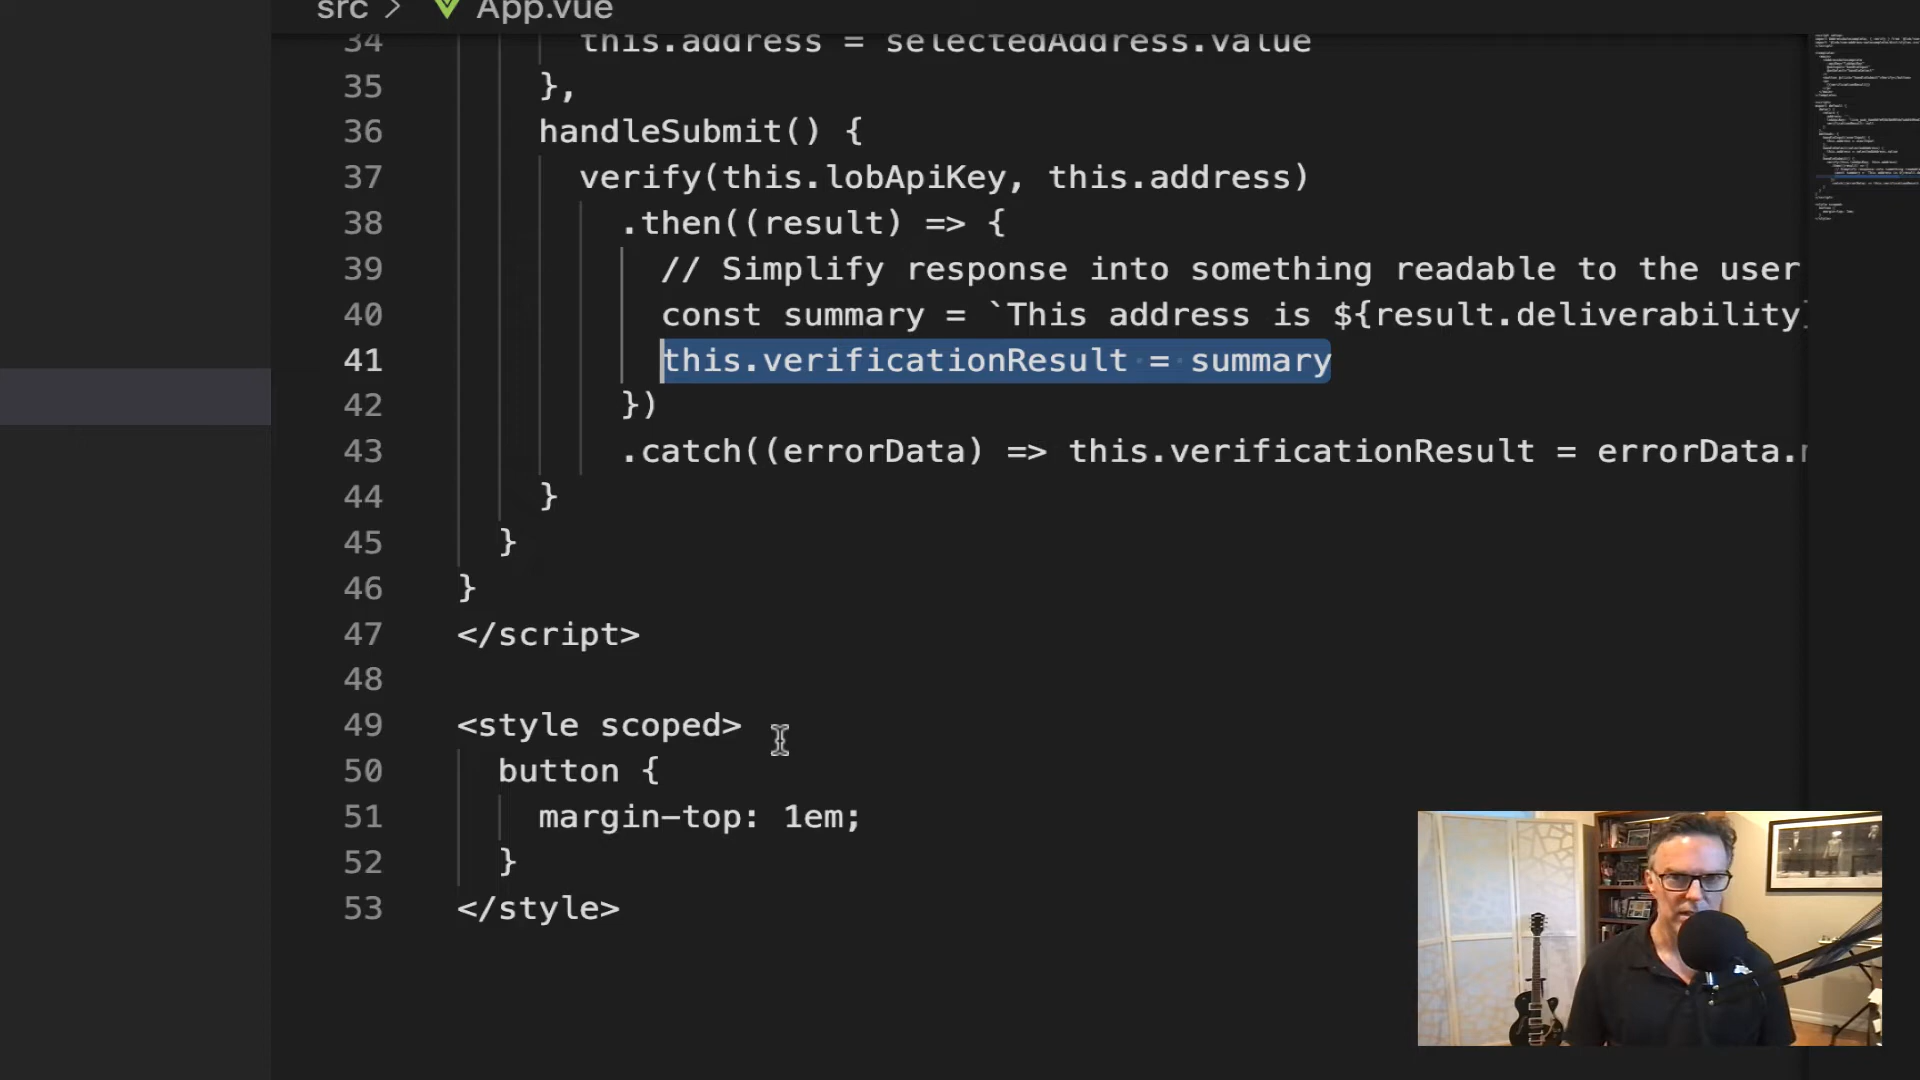 src > App.vue
34 this.address = selectedAddress.value
35 },
36 handleSubmit() {
37 verify(this.lobApiKey, this.address)
38 .then((result) => {
39 // Simplify response into something readable to the user
40 const summary = `This address is ${result.deliverability
41 this.verificationResult = summary
42 })
43 .catch((errorData) => this.verificationResult = errorData.
44 }
45 }
46 }
47 </script>
48
49 <style scoped>
50 button {
51 margin-top: 1em;
52 }
53 </style>